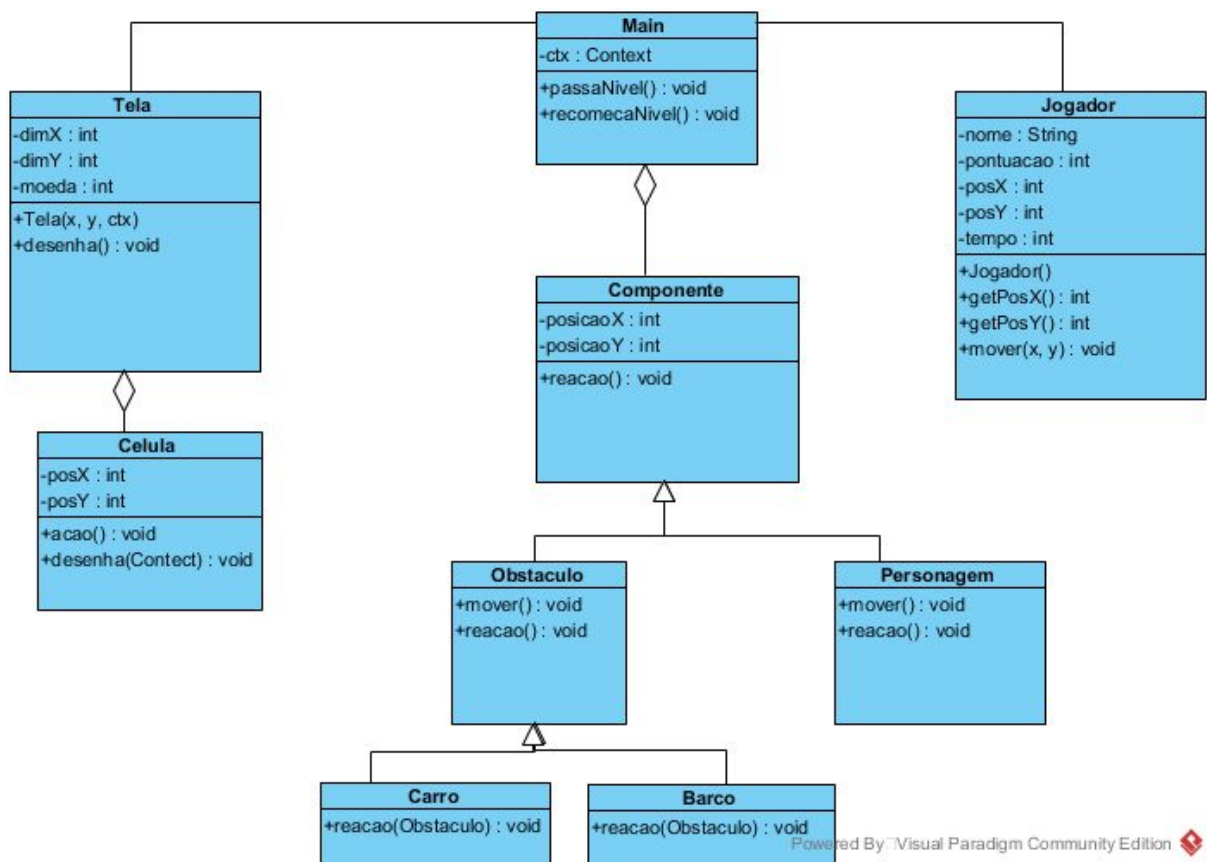 Main
-ctx : Context
+passaNivel() : void
+recomecaNivel() : void
Tela
-dimX : int
-dimY : int
-moeda : int
+Tela(x, y, ctx)
+desenha() : void
Jogador
-nome : String
-pontuacao : int
-posX : int
-posY : int
-tempo : int
+Jogador()
+getPosX() : int
+getPosY() : int
+mover(x, y) : void
Componente
-posicaoX : int
-posicaoY : int
+reacao() : void
Celula
-posX : int
-posY : int
+acao() : void
+desenha(Contect) : void
Obstaculo
+mover() : void
+reacao() : void
Personagem
+mover() : void
+reacao() : void
Carro
+reacao(Obstaculo) : void
Barco
+reacao(Obstaculo) : void
Powered By Visual Paradigm Community Edition